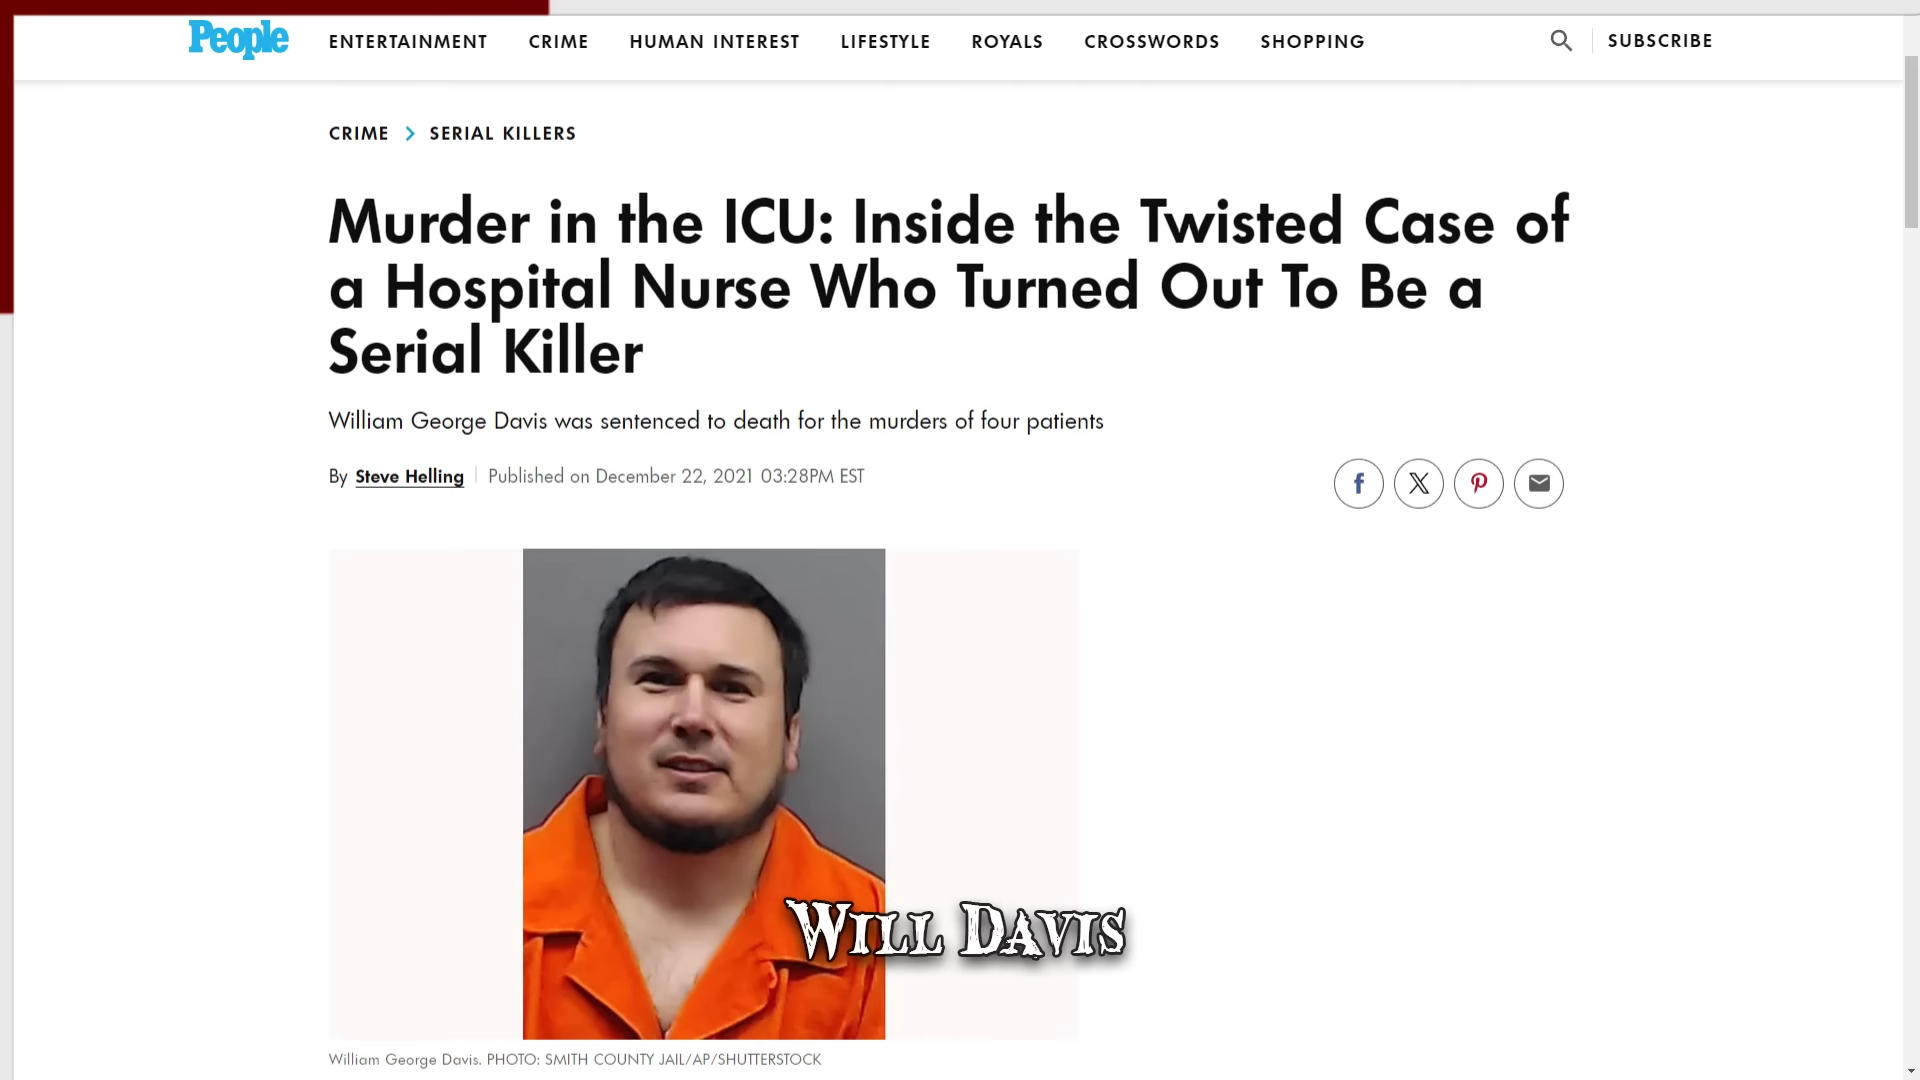 People ENTERTAINMENT CRIME HUMAN INTEREST LIFESTYLE ROYALS CROSSWORDS SHOPPING SUBSCRIBE
CRIME > SERIAL KILLERS
Murder in the ICU: Inside the Twisted Case of
a Hospital Nurse Who Turned Out To Be a
Serial Killer
William George Davis was sentenced to death for the murders of four patients
By Steve Helling | Published on December 22, 2021 03:28PM EST
WILL DAVIS
William George Davis. PHOTO: SMITH COUNTY JAIL/AP/SHUTTERSTOCK